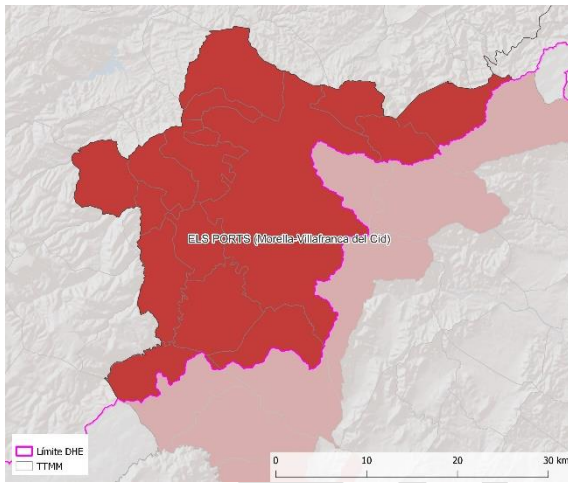 ELS PORTS (Morella-Villafranca del Cid)
Límite DHE
TTMM
0 10 20 30 km